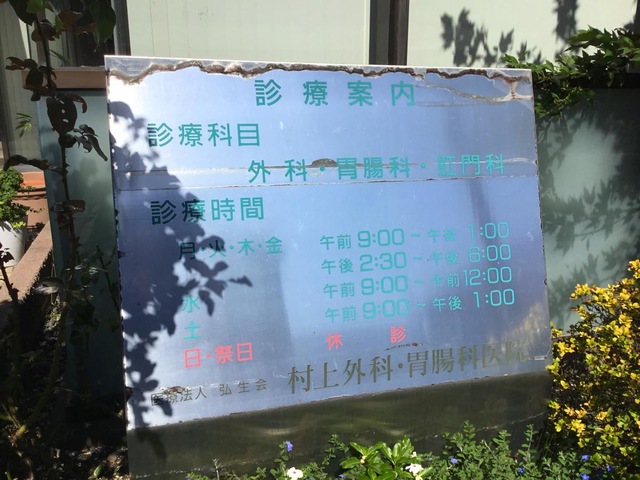 診療案内
診療科目
外科・胃腸科・肛門科
診療時間
月・火・木・金 午前 9:00～午後 1:00
午後 2:30～午後 6:00
水 午前 9:00～午前12:00
土 午前 9:00～午後 1:00
日・祭日 休診
医療法人 弘生会 村上外科・胃腸科医院